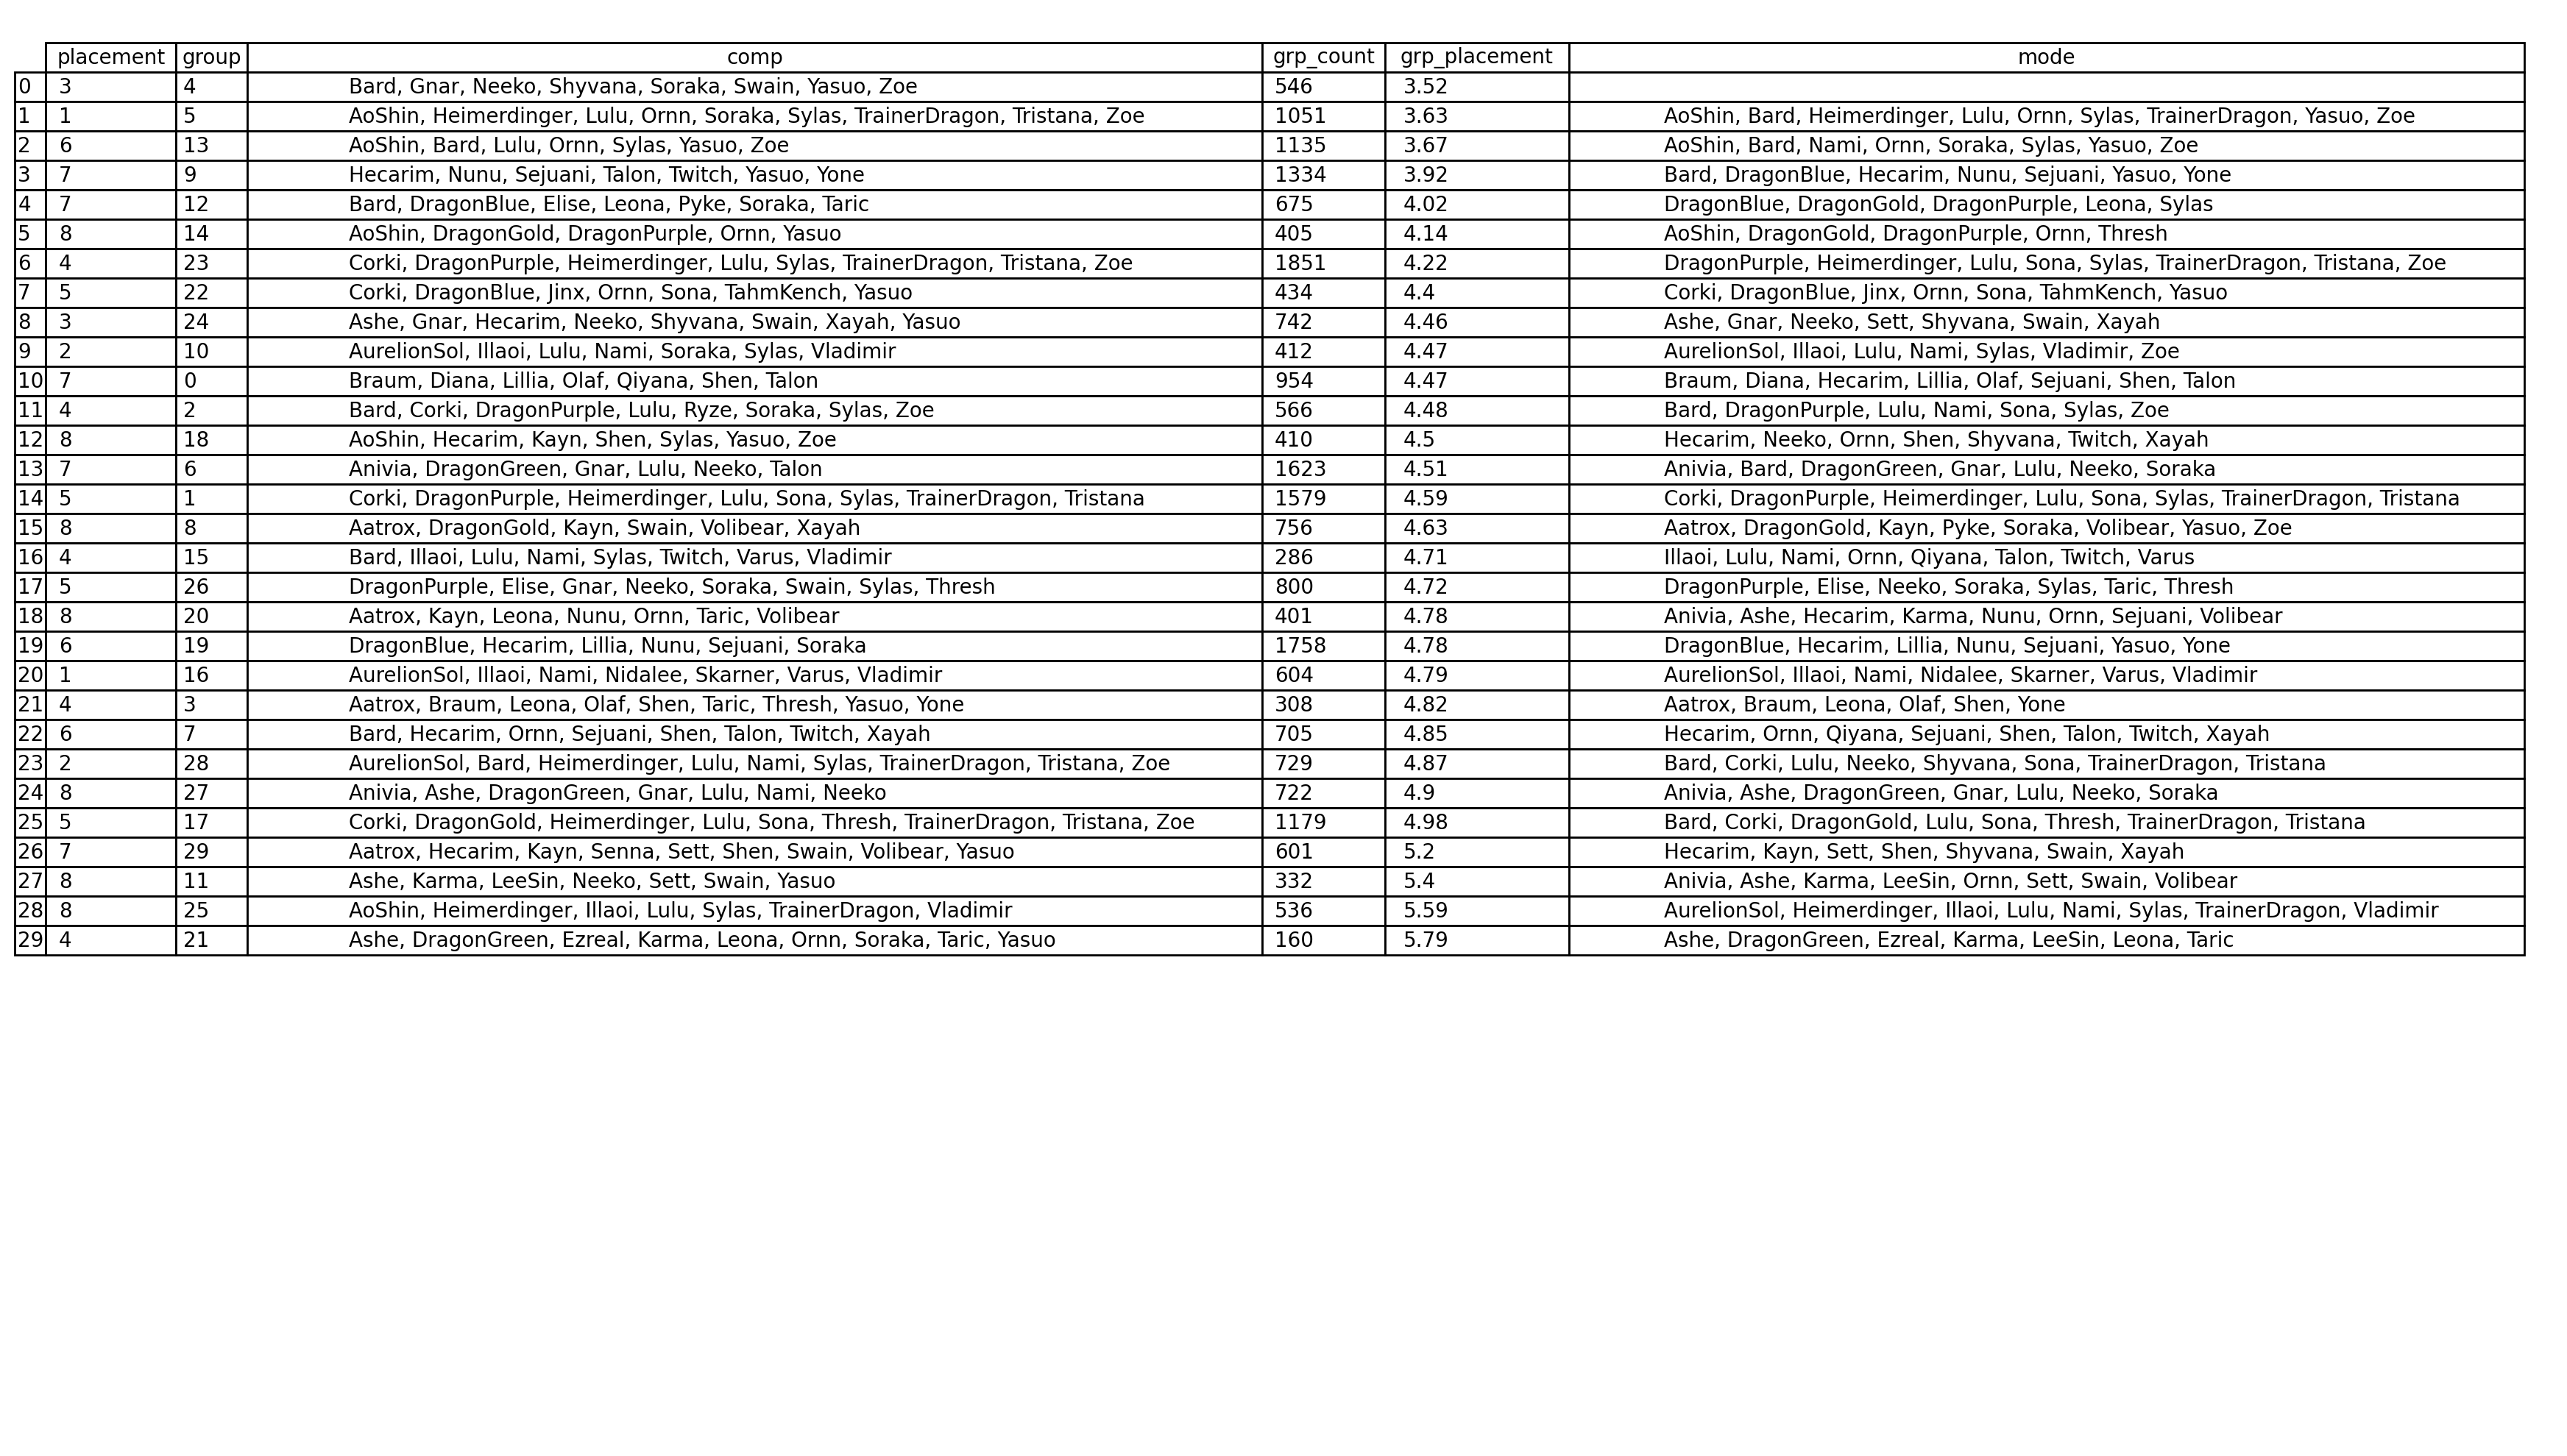 placement group comp grp_count grp_placement mode
0 3 4 Bard, Gnar, Neeko, Shyvana, Soraka, Swain, Yasuo, Zoe 546 3.52
1 1 5 AoShin, Heimerdinger, Lulu, Ornn, Soraka, Sylas, TrainerDragon, Tristana, Zoe 1051 3.63 AoShin, Bard, Heimerdinger, Lulu, Ornn, Sylas, TrainerDragon, Yasuo, Zoe
2 6 13 AoShin, Bard, Lulu, Ornn, Sylas, Yasuo, Zoe 1135 3.67 AoShin, Bard, Nami, Ornn, Soraka, Sylas, Yasuo, Zoe
3 7 9 Hecarim, Nunu, Sejuani, Talon, Twitch, Yasuo, Yone 1334 3.92 Bard, DragonBlue, Hecarim, Nunu, Sejuani, Yasuo, Yone
4 7 12 Bard, DragonBlue, Elise, Leona, Pyke, Soraka, Taric 675 4.02 DragonBlue, DragonGold, DragonPurple, Leona, Sylas
5 8 14 AoShin, DragonGold, DragonPurple, Ornn, Yasuo 405 4.14 AoShin, DragonGold, DragonPurple, Ornn, Thresh
6 4 23 Corki, DragonPurple, Heimerdinger, Lulu, Sylas, TrainerDragon, Tristana, Zoe 1851 4.22 DragonPurple, Heimerdinger, Lulu, Sona, Sylas, TrainerDragon, Tristana, Zoe
7 5 22 Corki, DragonBlue, Jinx, Ornn, Sona, TahmKench, Yasuo 434 4.4 Corki, DragonBlue, Jinx, Ornn, Sona, TahmKench, Yasuo
8 3 24 Ashe, Gnar, Hecarim, Neeko, Shyvana, Swain, Xayah, Yasuo 742 4.46 Ashe, Gnar, Neeko, Sett, Shyvana, Swain, Xayah
9 2 10 AurelionSol, Illaoi, Lulu, Nami, Soraka, Sylas, Vladimir 412 4.47 AurelionSol, Illaoi, Lulu, Nami, Sylas, Vladimir, Zoe
10 7 0 Braum, Diana, Lillia, Olaf, Qiyana, Shen, Talon 954 4.47 Braum, Diana, Hecarim, Lillia, Olaf, Sejuani, Shen, Talon
11 4 2 Bard, Corki, DragonPurple, Lulu, Ryze, Soraka, Sylas, Zoe 566 4.48 Bard, DragonPurple, Lulu, Nami, Sona, Sylas, Zoe
12 8 18 AoShin, Hecarim, Kayn, Shen, Sylas, Yasuo, Zoe 410 4.5 Hecarim, Neeko, Ornn, Shen, Shyvana, Twitch, Xayah
13 7 6 Anivia, DragonGreen, Gnar, Lulu, Neeko, Talon 1623 4.51 Anivia, Bard, DragonGreen, Gnar, Lulu, Neeko, Soraka
14 5 1 Corki, DragonPurple, Heimerdinger, Lulu, Sona, Sylas, TrainerDragon, Tristana 1579 4.59 Corki, DragonPurple, Heimerdinger, Lulu, Sona, Sylas, TrainerDragon, Tristana
15 8 8 Aatrox, DragonGold, Kayn, Swain, Volibear, Xayah 756 4.63 Aatrox, DragonGold, Kayn, Pyke, Soraka, Volibear, Yasuo, Zoe
16 4 15 Bard, Illaoi, Lulu, Nami, Sylas, Twitch, Varus, Vladimir 286 4.71 Illaoi, Lulu, Nami, Ornn, Qiyana, Talon, Twitch, Varus
17 5 26 DragonPurple, Elise, Gnar, Neeko, Soraka, Swain, Sylas, Thresh 800 4.72 DragonPurple, Elise, Neeko, Soraka, Sylas, Taric, Thresh
18 8 20 Aatrox, Kayn, Leona, Nunu, Ornn, Taric, Volibear 401 4.78 Anivia, Ashe, Hecarim, Karma, Nunu, Ornn, Sejuani, Volibear
19 6 19 DragonBlue, Hecarim, Lillia, Nunu, Sejuani, Soraka 1758 4.78 DragonBlue, Hecarim, Lillia, Nunu, Sejuani, Yasuo, Yone
20 1 16 AurelionSol, Illaoi, Nami, Nidalee, Skarner, Varus, Vladimir 604 4.79 AurelionSol, Illaoi, Nami, Nidalee, Skarner, Varus, Vladimir
21 4 3 Aatrox, Braum, Leona, Olaf, Shen, Taric, Thresh, Yasuo, Yone 308 4.82 Aatrox, Braum, Leona, Olaf, Shen, Yone
22 6 7 Bard, Hecarim, Ornn, Sejuani, Shen, Talon, Twitch, Xayah 705 4.85 Hecarim, Ornn, Qiyana, Sejuani, Shen, Talon, Twitch, Xayah
23 2 28 AurelionSol, Bard, Heimerdinger, Lulu, Nami, Sylas, TrainerDragon, Tristana, Zoe 729 4.87 Bard, Corki, Lulu, Neeko, Shyvana, Sona, TrainerDragon, Tristana
24 8 27 Anivia, Ashe, DragonGreen, Gnar, Lulu, Nami, Neeko 722 4.9 Anivia, Ashe, DragonGreen, Gnar, Lulu, Neeko, Soraka
25 5 17 Corki, DragonGold, Heimerdinger, Lulu, Sona, Thresh, TrainerDragon, Tristana, Zoe 1179 4.98 Bard, Corki, DragonGold, Lulu, Sona, Thresh, TrainerDragon, Tristana
26 7 29 Aatrox, Hecarim, Kayn, Senna, Sett, Shen, Swain, Volibear, Yasuo 601 5.2 Hecarim, Kayn, Sett, Shen, Shyvana, Swain, Xayah
27 8 11 Ashe, Karma, LeeSin, Neeko, Sett, Swain, Yasuo 332 5.4 Anivia, Ashe, Karma, LeeSin, Ornn, Sett, Swain, Volibear
28 8 25 AoShin, Heimerdinger, Illaoi, Lulu, Sylas, TrainerDragon, Vladimir 536 5.59 AurelionSol, Heimerdinger, Illaoi, Lulu, Nami, Sylas, TrainerDragon, Vladimir
29 4 21 Ashe, DragonGreen, Ezreal, Karma, Leona, Ornn, Soraka, Taric, Yasuo 160 5.79 Ashe, DragonGreen, Ezreal, Karma, LeeSin, Leona, Taric